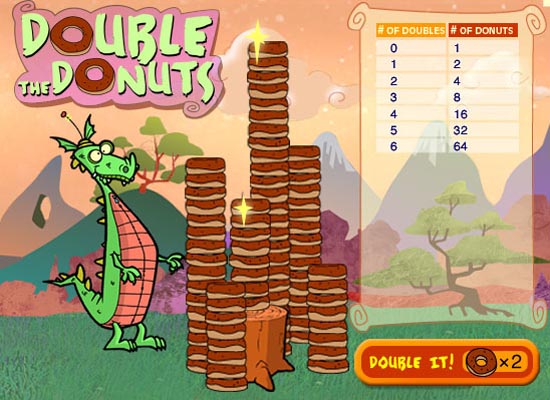 DOUBLE
THE DONUTS
# OF DOUBLES # OF DONUTS
0 1
1 2
2 4
3 8
4 16
5 32
6 64
DOUBLE IT! ×2